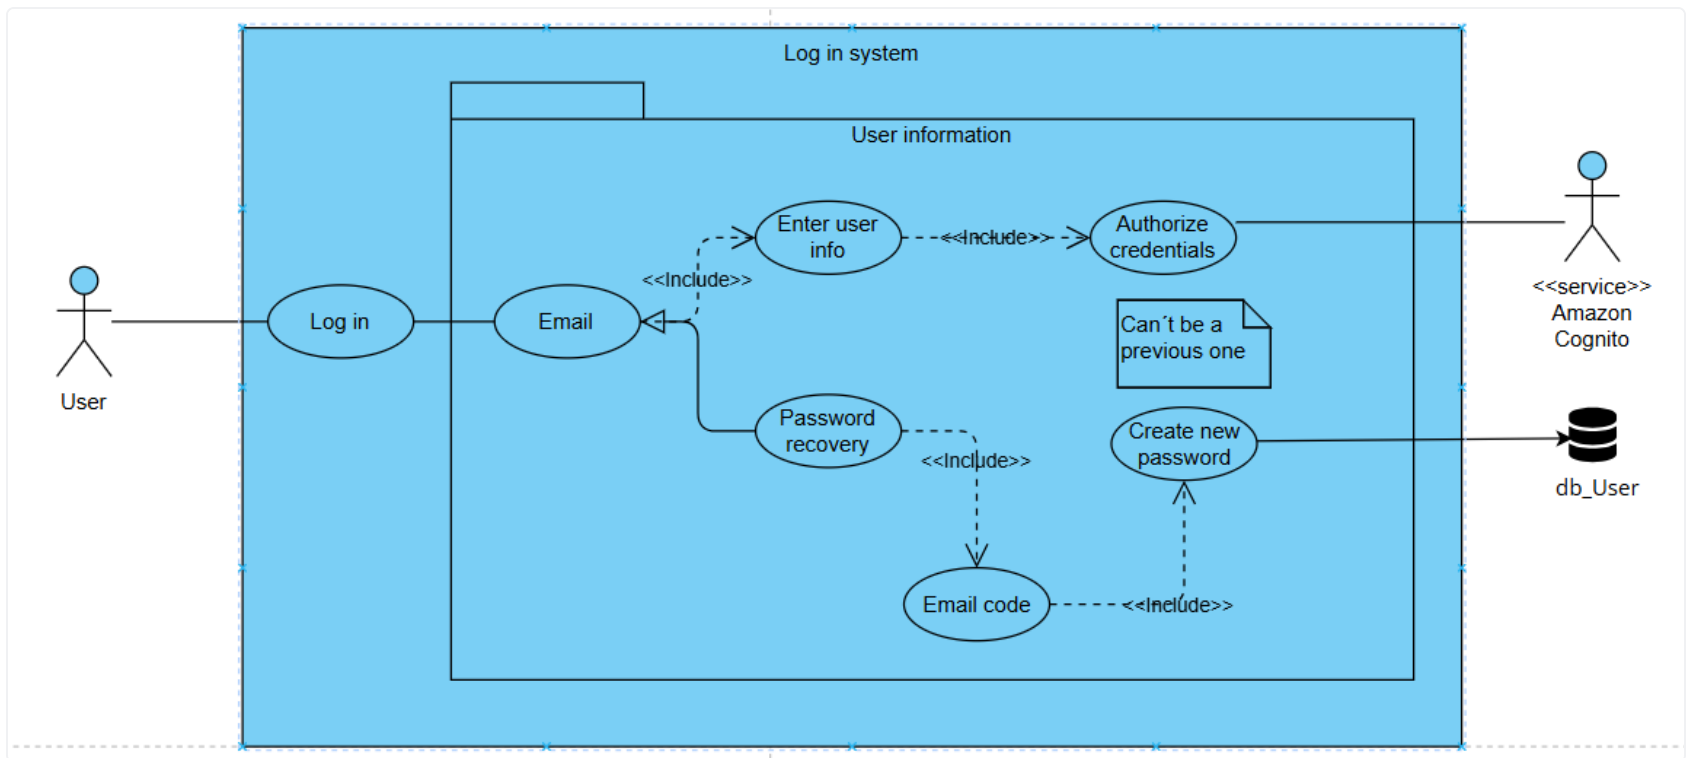 Log in system
User information
Enter user
info
<<Include>>
Authorize
credentials
<<Include>>
Log in
Email
User
Can´t be a
previous one
<<service>>
Amazon
Cognito
Password
recovery
<<Include>>
Create new
password
db_User
Email code
<<Include>>